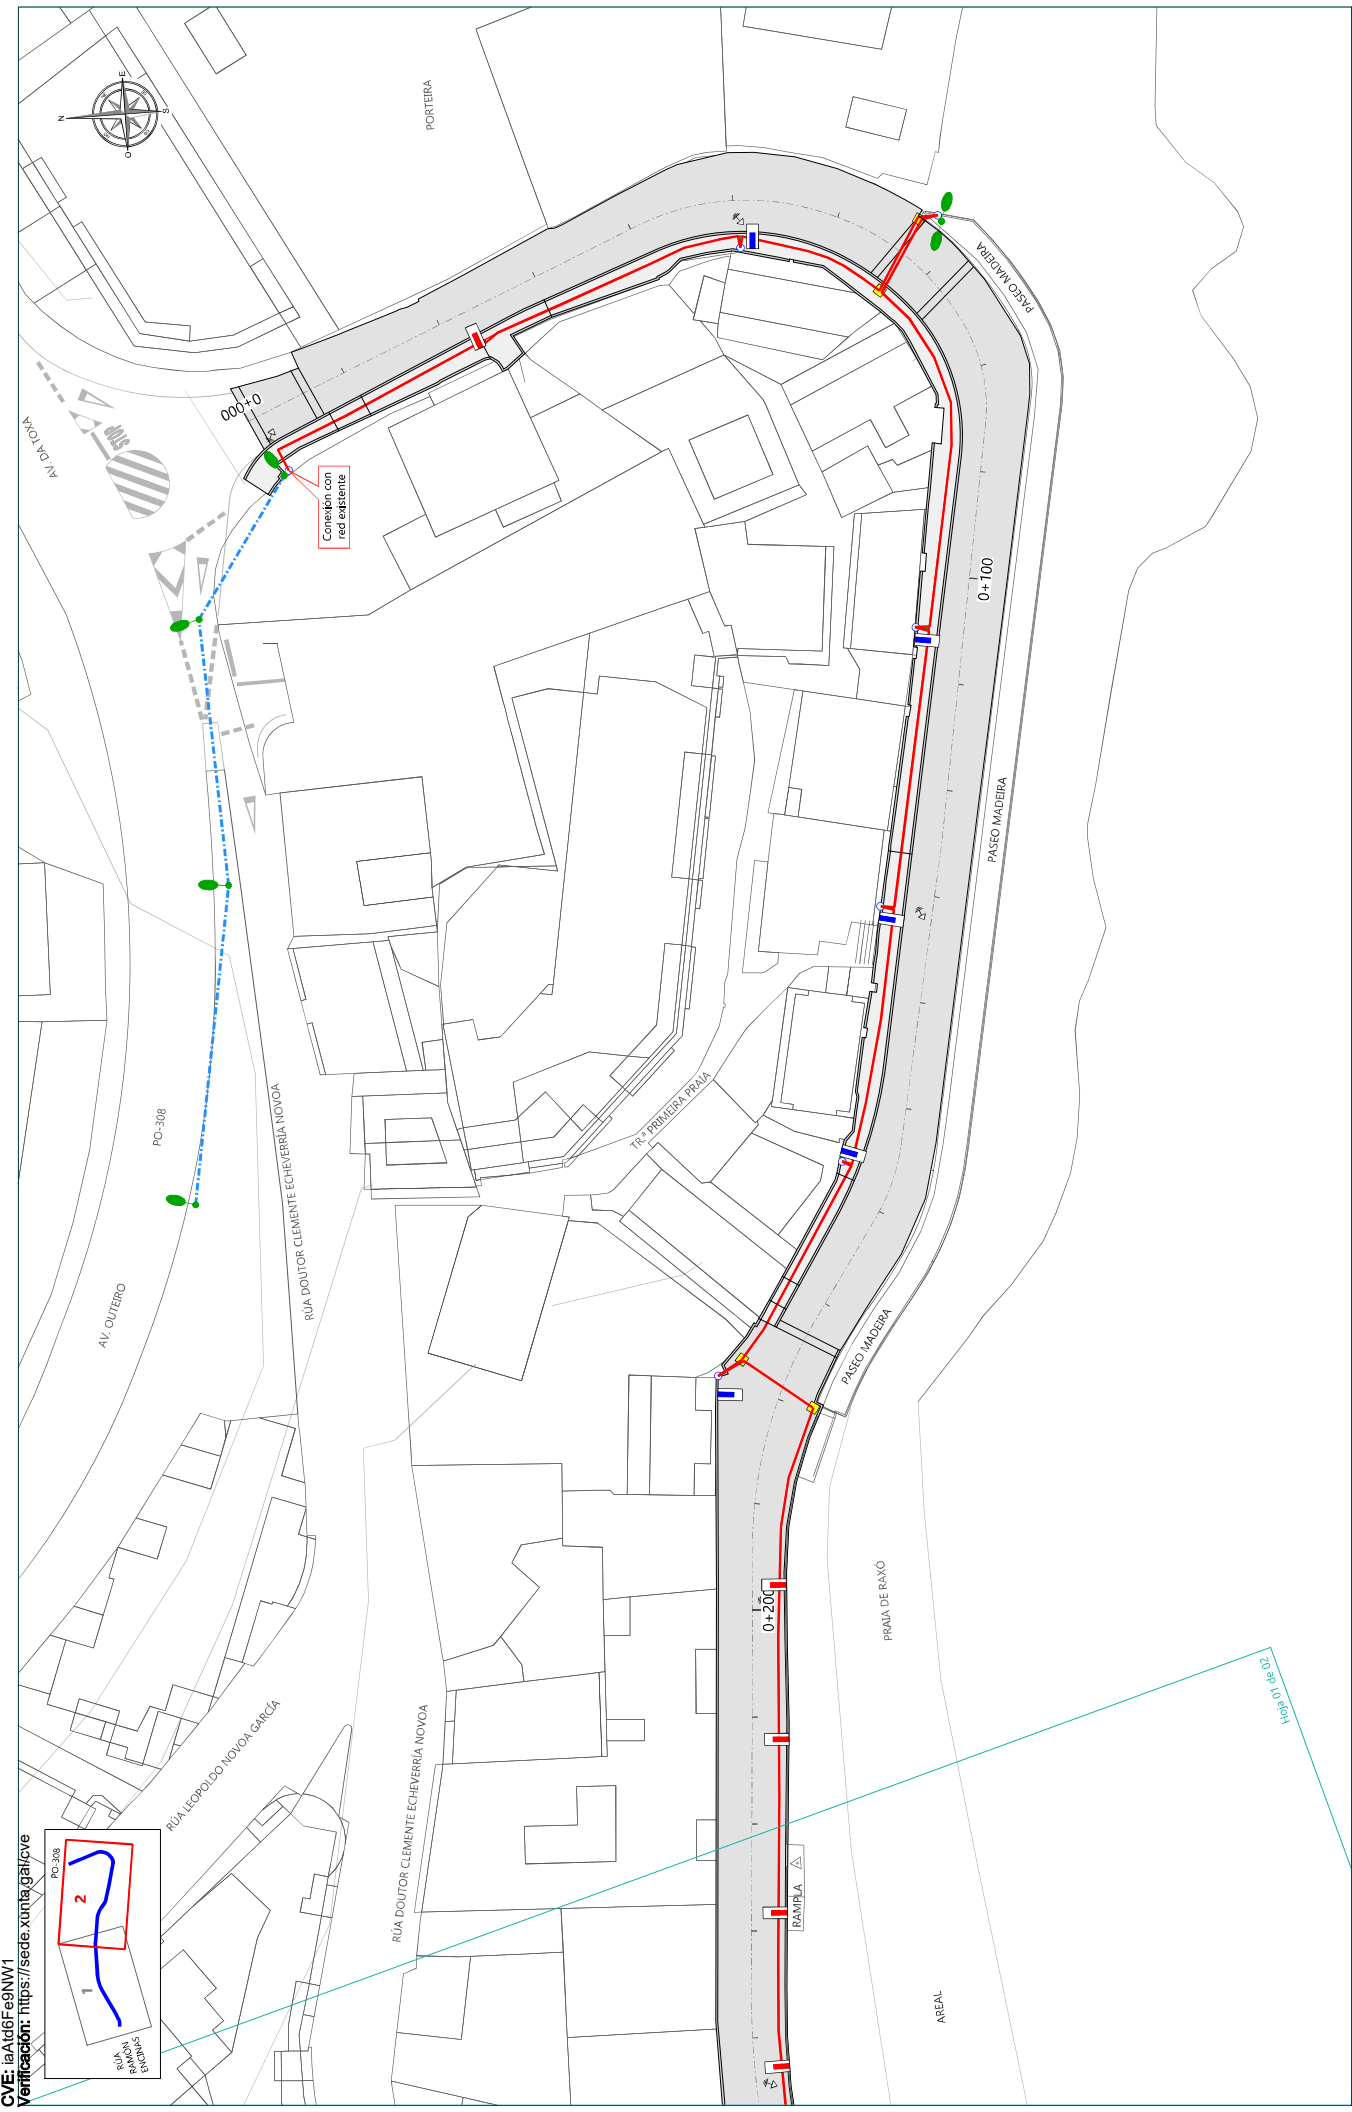 PORTEIRA
N
E
S
O
PASEO MADEIRA
0+000
AV. DA TOXA
STOP
Conexión con
red existente
0+100
PASEO MADEIRA
PO-308
TR.ª PRIMEIRA PRAIA
RÚA DOUTOR CLEMENTE ECHEVERRÍA NOVOA
AV. OUTEIRO
PASEO MADEIRA
0+200
PRAIA DE RAXÓ
Hoja 01 de 02
RÚA LEOPOLDO NOVOA GARCÍA
RÚA DOUTOR CLEMENTE ECHEVERRÍA NOVOA
RAMPLA
AREAL
PO-308
2
1
RÚA
RAMÓN
ENCINAS
CVE: iaAtd6Fe9NW1
Verificación: https://sede.xunta.gal/cve